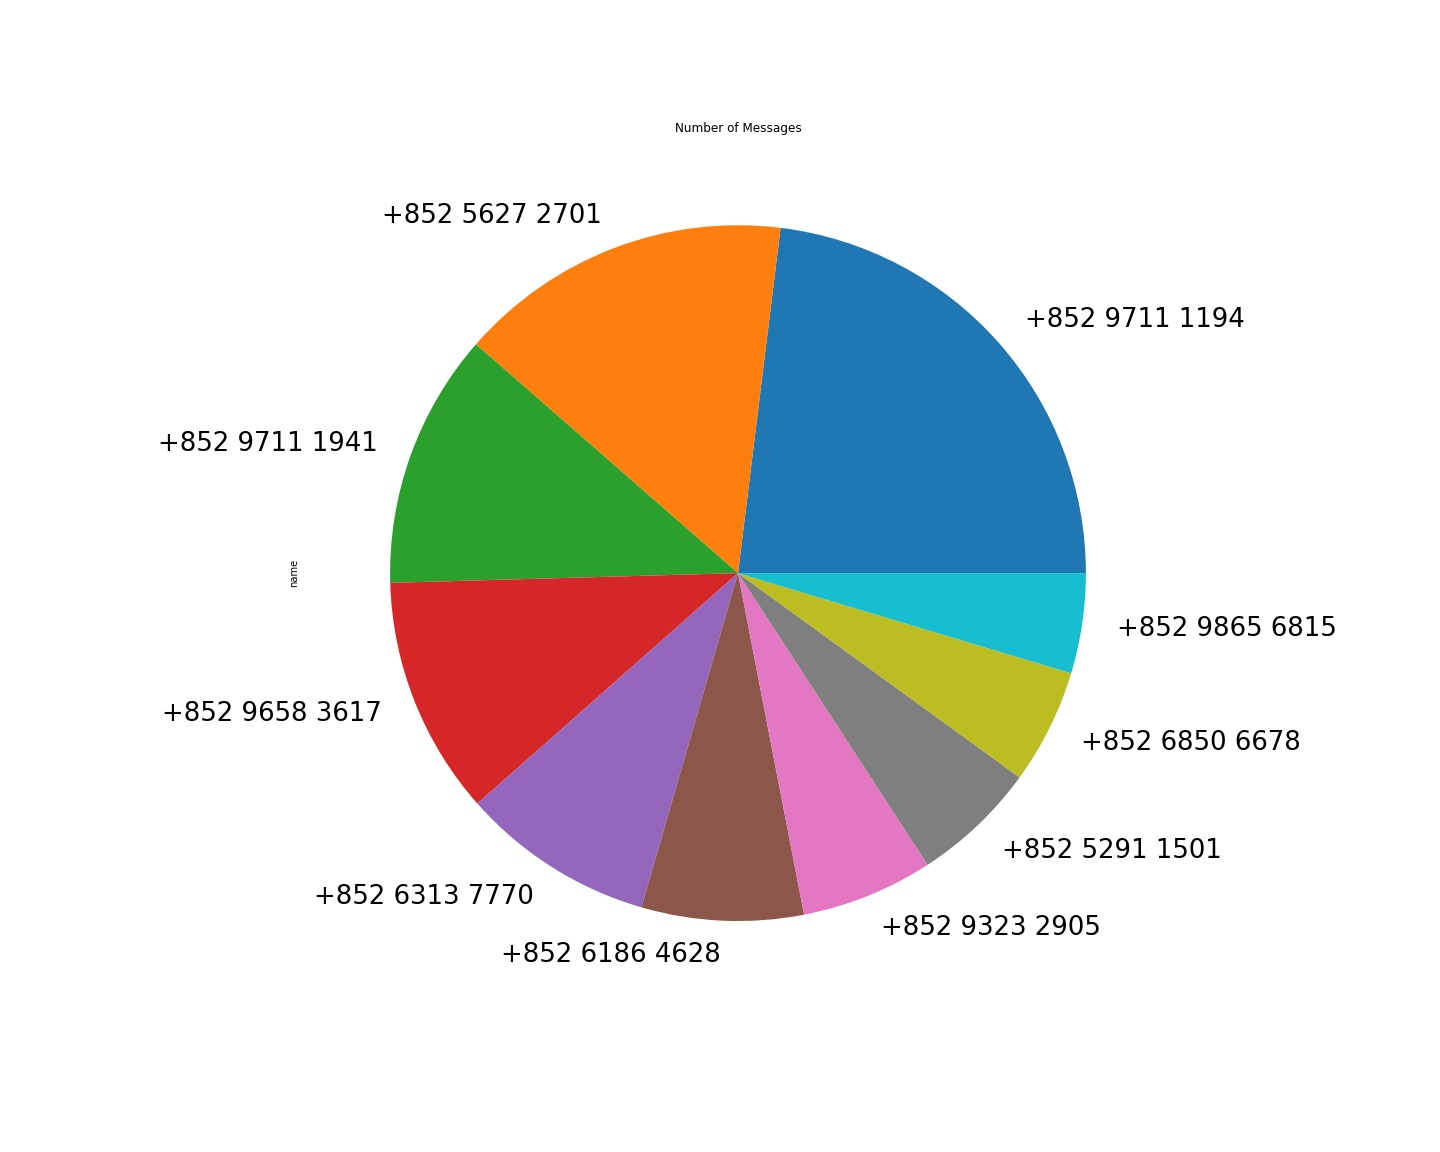 Number of Messages
+852 5627 2701
+852 9711 1194
+852 9711 1941
name
+852 9865 6815
+852 9658 3617
+852 6850 6678
+852 5291 1501
+852 6313 7770
+852 9323 2905
+852 6186 4628